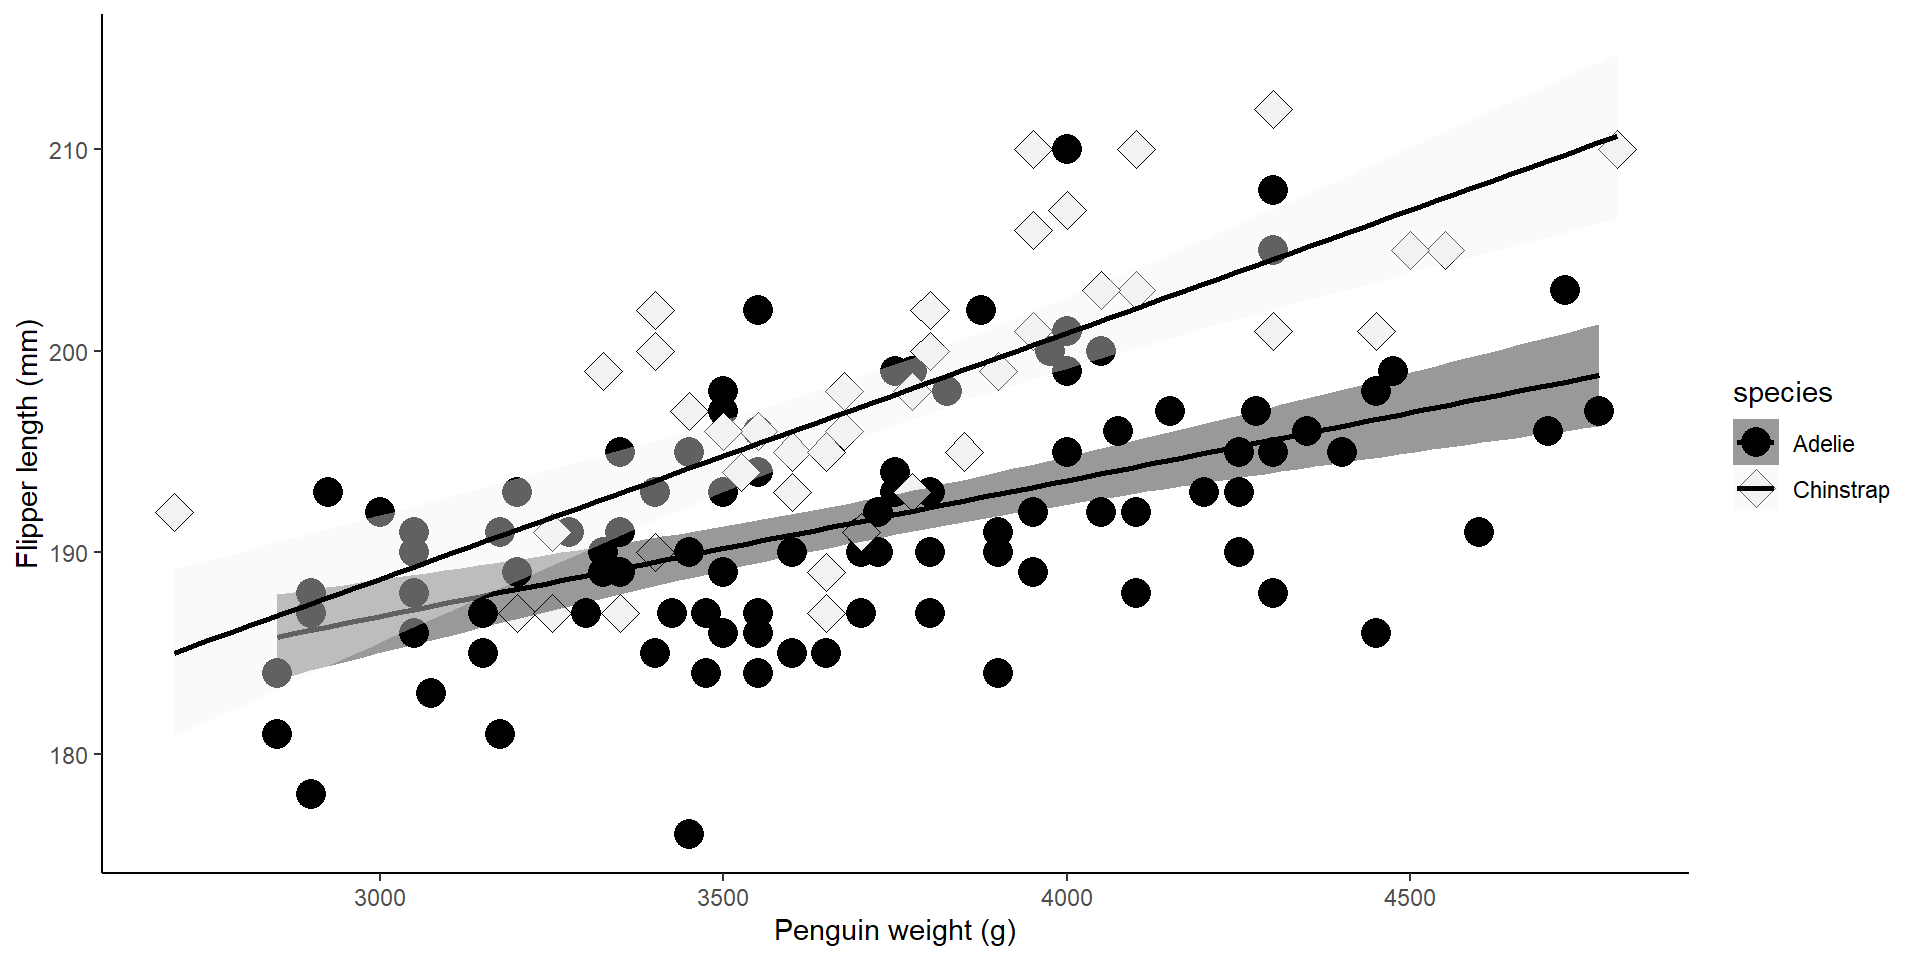 210
200
190
180
Flipper length (mm)
3000 3500 4000 4500
Penguin weight (g)
species
Adelie
Chinstrap